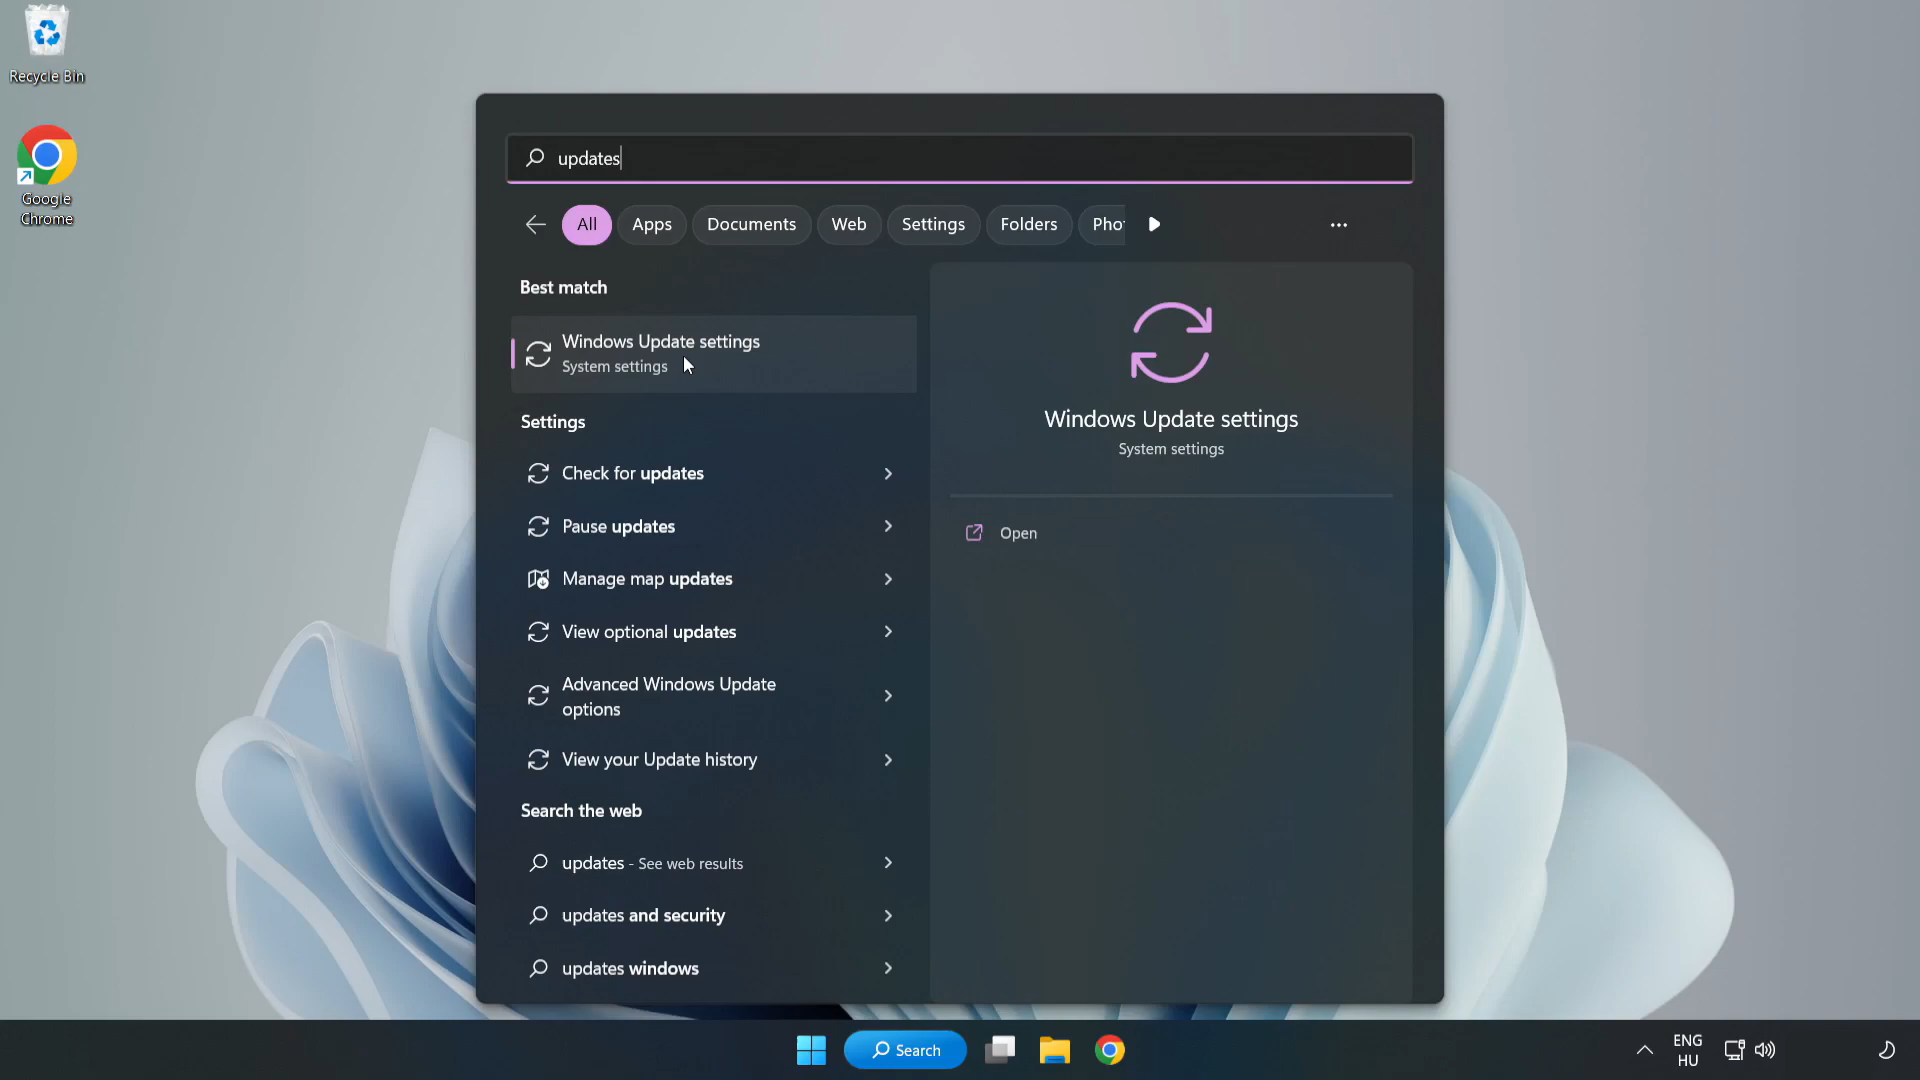 Recycle Bin
Google
Chrome
updates
All
Apps
Documents
Web
Settings
Folders
Pho
Best match
Windows Update settings
System settings
Settings
Check for updates
Pause updates
Manage map updates
View optional updates
Advanced Windows Update
options
View your Update history
Search the web
updates - See web results
updates and security
updates windows
Windows Update settings
System settings
Open
Search
ENG
HU